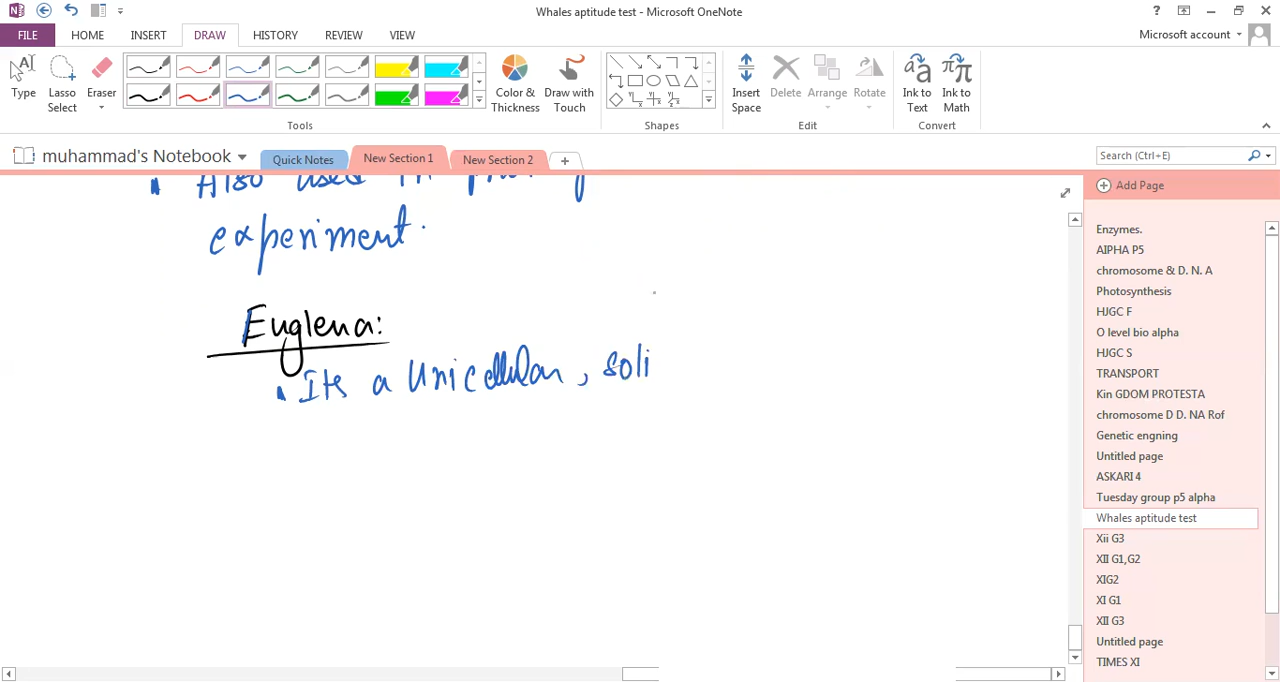 Whales aptitude test - Microsoft OneNote
?
FILE HOME INSERT DRAW HISTORY REVIEW VIEW
Microsoft account
Type
Lasso Select
Eraser
Color & Thickness
Draw with Touch
Insert Space
Delete
Arrange
Rotate
Ink to Text
Ink to Math
Tools
Shapes
Edit
Convert
muhammad's Notebook
Quick Notes
New Section 1
New Section 2
Search (Ctrl+E)
Also used in
experiment.
Euglena:
Its a Unicellular, soli
Add Page
Enzymes.
AIPHA P5
chromosome & D. N. A
Photosynthesis
HJGC F
O level bio alpha
HJGC S
TRANSPORT
Kin GDOM PROTESTA
chromosome D D. NA Rof
Genetic engning
Untitled page
ASKARI 4
Tuesday group p5 alpha
Whales aptitude test
Xii G3
XII G1,G2
XIG2
XI G1
XII G3
Untitled page
TIMES XI